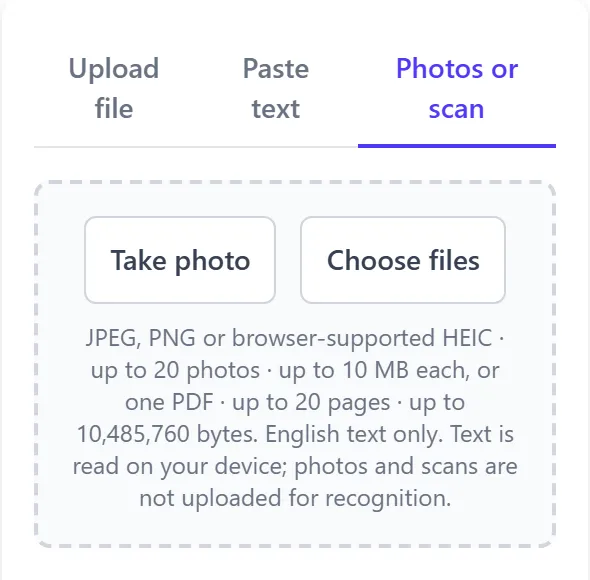 Upload file
Paste text
Photos or scan
Take photo
Choose files
JPEG, PNG or browser-supported HEIC ·
up to 20 photos · up to 10 MB each, or
one PDF · up to 20 pages · up to
10,485,760 bytes. English text only. Text is
read on your device; photos and scans are
not uploaded for recognition.